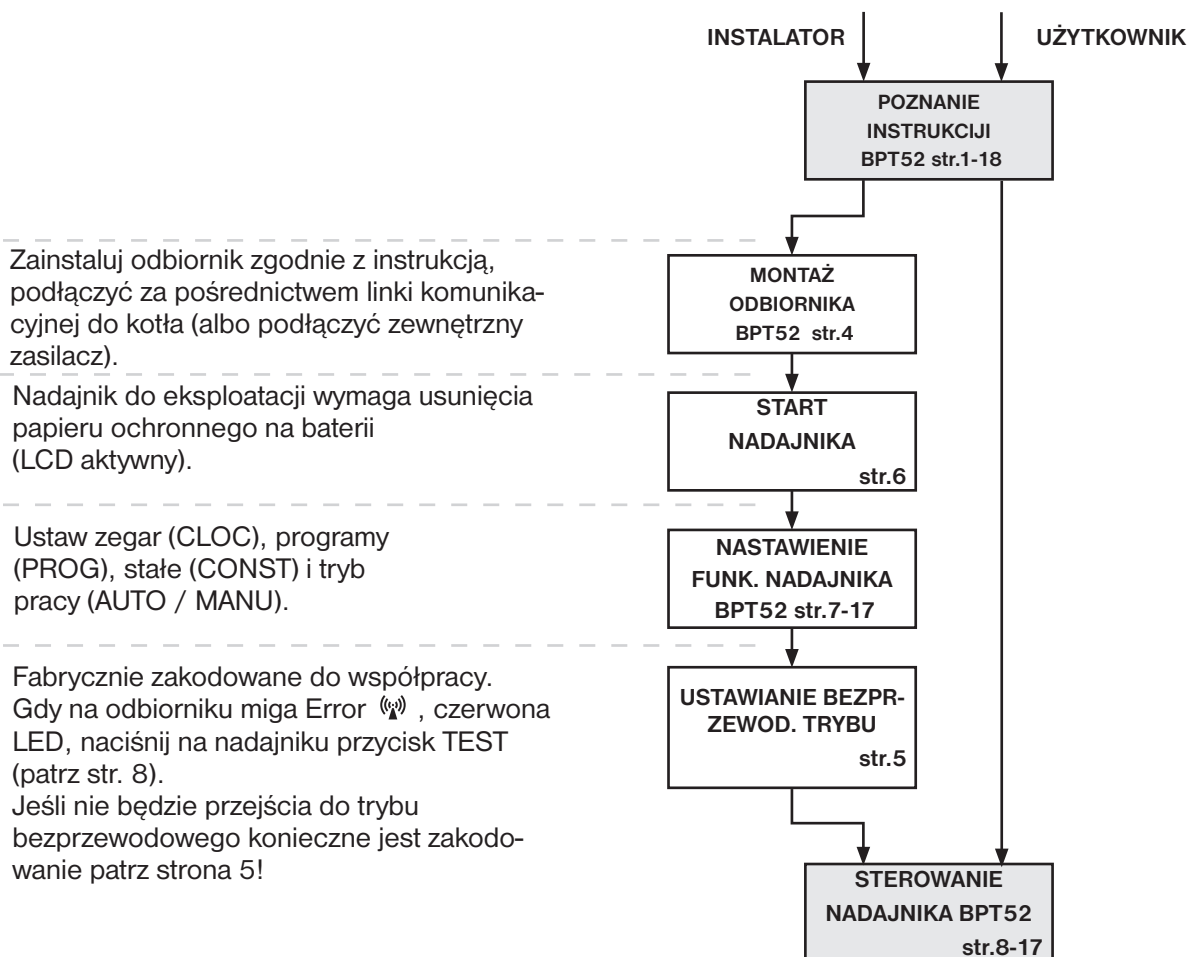 INSTALATOR
UŻYTKOWNIK
POZNANIE
INSTRUKCIJI
BPT52 str.1-18
Zainstaluj odbiornik zgodnie z instrukcją,
podłączyć za pośrednictwem linki komunika-
cyjnej do kotła (albo podłączyć zewnętrzny
zasilacz).
MONTAŻ
ODBIORNIKA
BPT52 str.4
Nadajnik do eksploatacji wymaga usunięcia
papieru ochronnego na baterii
(LCD aktywny).
START
NADAJNIKA
str.6
Ustaw zegar (CLOC), programy
(PROG), stałe (CONST) i tryb
pracy (AUTO / MANU).
NASTAWIENIE
FUNK. NADAJNIKA
BPT52 str.7-17
Fabrycznie zakodowane do współpracy.
Gdy na odbiorniku miga Error , czerwona
LED, naciśnij na nadajniku przycisk TEST
(patrz str. 8).
Jeśli nie będzie przejścia do trybu
bezprzewodowego konieczne jest zakodo-
wanie patrz strona 5!
USTAWIANIE BEZPR-
ZEWOD. TRYBU
str.5
STEROWANIE
NADAJNIKA BPT52
str.8-17